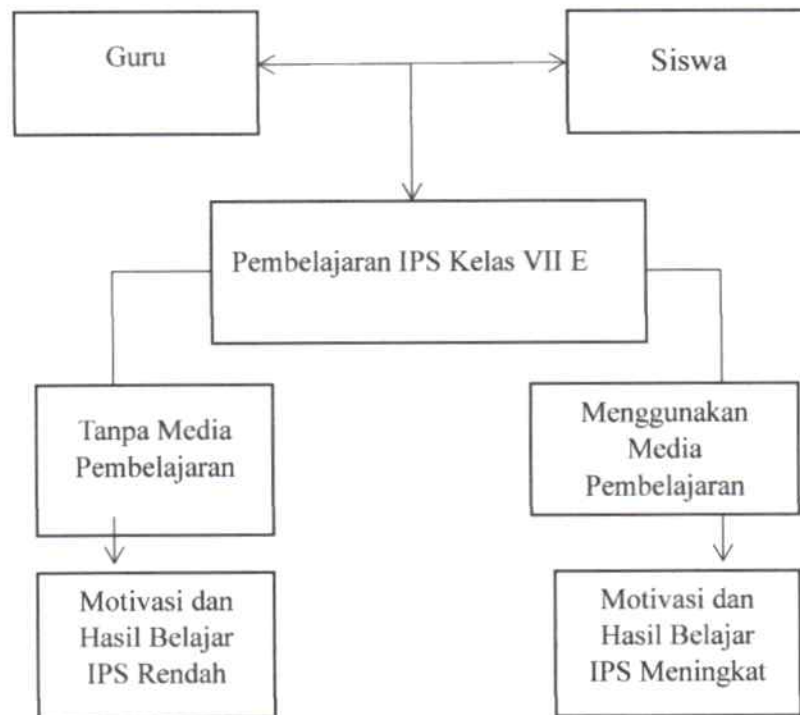 Guru
Siswa
Pembelajaran IPS Kelas VII E
Tanpa Media
Pembelajaran
Menggunakan
Media
Pembelajaran
Motivasi dan
Hasil Belajar
IPS Rendah
Motivasi dan
Hasil Belajar
IPS Meningkat